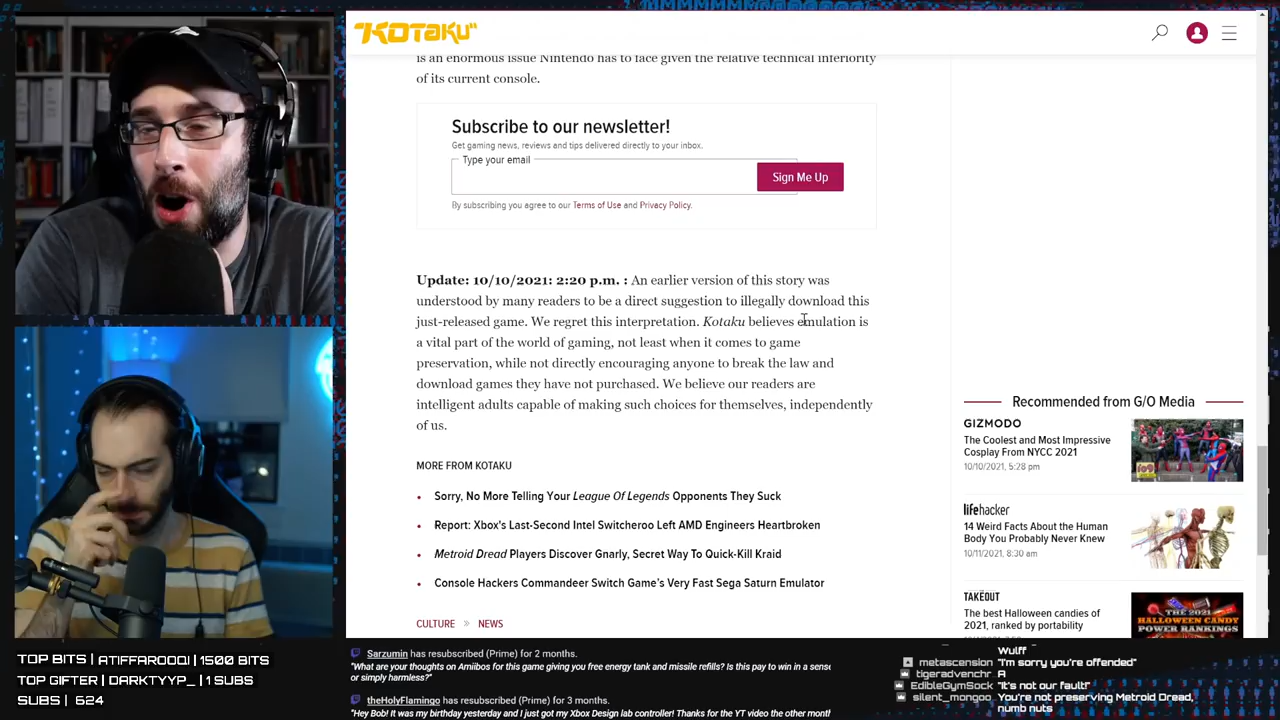 KOTAKU
is an enormous issue Nintendo has to face given the relative technical inferiority
of its current console.
Subscribe to our newsletter!
Get gaming news, reviews and tips delivered directly to your inbox.
Type your email
Sign Me Up
By subscribing you agree to our Terms of Use and Privacy Policy.
Update: 10/10/2021: 2:20 p.m. : An earlier version of this story was
understood by many readers to be a direct suggestion to illegally download this
just-released game. We regret this interpretation. Kotaku believes emulation is
a vital part of the world of gaming, not least when it comes to game
preservation, while not directly encouraging anyone to break the law and
download games they have not purchased. We believe our readers are
intelligent adults capable of making such choices for themselves, independently
of us.
MORE FROM KOTAKU
Sorry, No More Telling Your League Of Legends Opponents They Suck
Report: Xbox's Last-Second Intel Switcheroo Left AMD Engineers Heartbroken
Metroid Dread Players Discover Gnarly, Secret Way To Quick-Kill Kraid
Console Hackers Commandeer Switch Game's Very Fast Sega Saturn Emulator
CULTURE » NEWS
Recommended from G/O Media
GIZMODO
The Coolest and Most Impressive
Cosplay From NYCC 2021
10/10/2021, 5:28 pm
lifehacker
14 Weird Facts About the Human
Body You Probably Never Knew
10/11/2021, 8:30 am
TAKEOUT
The best Halloween candies of
2021, ranked by portability
THE 2021
HALLOWEEN CANDY
POWER RANKINGS
TOP BITS | ATIFFAROOQI | 1500 BITS
TOP GIFTER | DARKTYYP_ | 1 SUBS
SUBS | 624
Sarzumin has resubscribed (Prime) for 2 months.
"What are your thoughts on Amiibos for this game giving you free energy tank and missile refills? Is this pay to win in a sense
or simply harmless?"
theHolyFlamingo has resubscribed (Prime) for 3 months.
"Hey Bob! It was my birthday yesterday and I just got my Xbox Design lab controller! Thanks for the YT video the other mont
Wulff
metascension "I'm sorry you're offended"
tigeradvenchr A
EdibleGymSock "It's not our fault!"
silent_mongoo You're not preserving Metroid Dread,
numb nuts